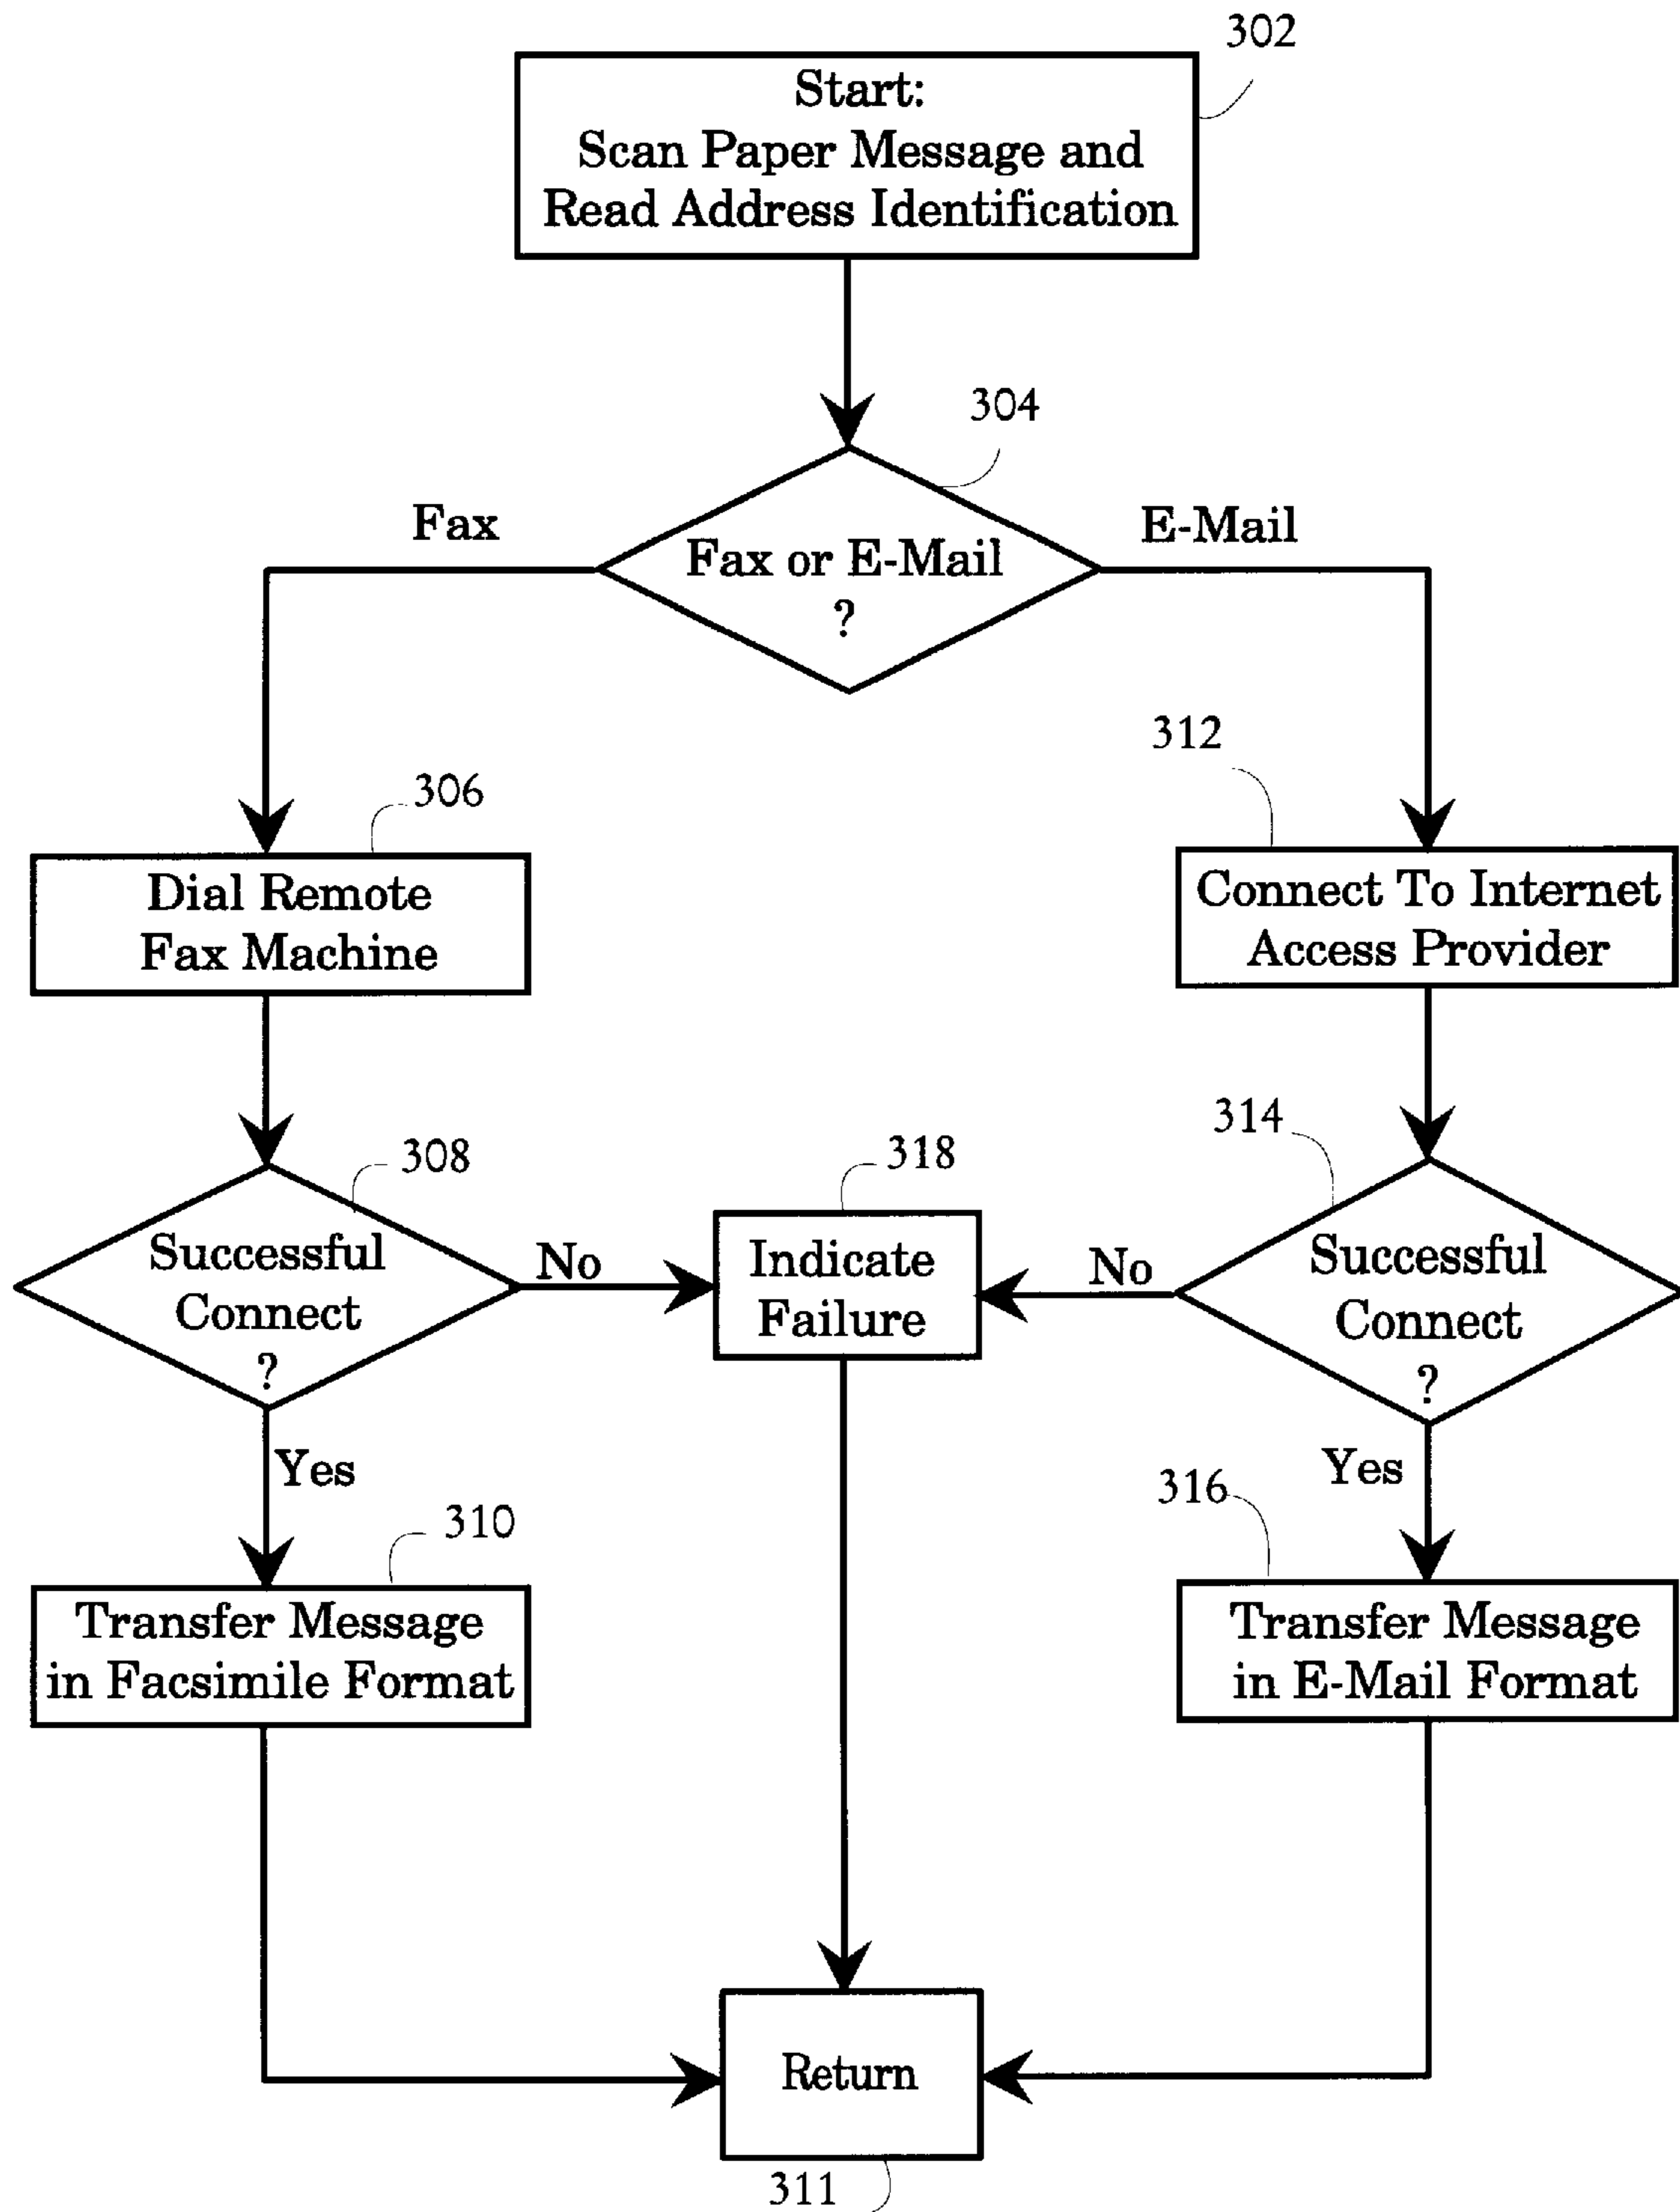 302
Start:
Scan Paper Message and
Read Address Identification
304
Fax
E-Mail
Fax or E-Mail
?
312
306
Dial Remote
Fax Machine
Connect To Internet
Access Provider
314
308
318
Successful
Connect
?
No
Indicate
Failure
No
Successful
Connect
?
Yes
Yes
316
310
Transfer Message
in Facsimile Format
Transfer Message
in E-Mail Format
Return
311